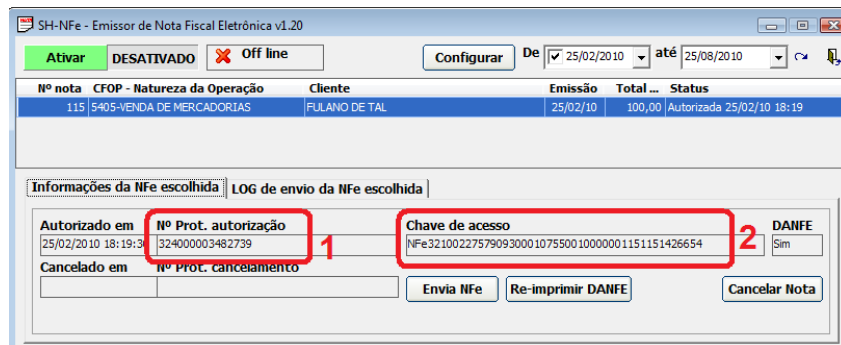 SH-NFe - Emissor de Nota Fiscal Eletrônica v1.20
Ativar DESATIVADO Off line Configurar De 25/02/2010 até 25/08/2010
Nº nota CFOP - Natureza da Operação Cliente Emissão Total ... Status
115 5405-VENDA DE MERCADORIAS FULANO DE TAL 25/02/10 100,00 Autorizada 25/02/10 18:19
Informações da NFe escolhida LOG de envio da NFe escolhida
Autorizado em Nº Prot. autorização Chave de acesso DANFE
25/02/2010 18:19:3 324000003482739 1 NFe32100227579093000107550010000001151151426654 2 Sim
Cancelado em Nº Prot. cancelamento
Envia NFe Re-imprimir DANFE Cancelar Nota